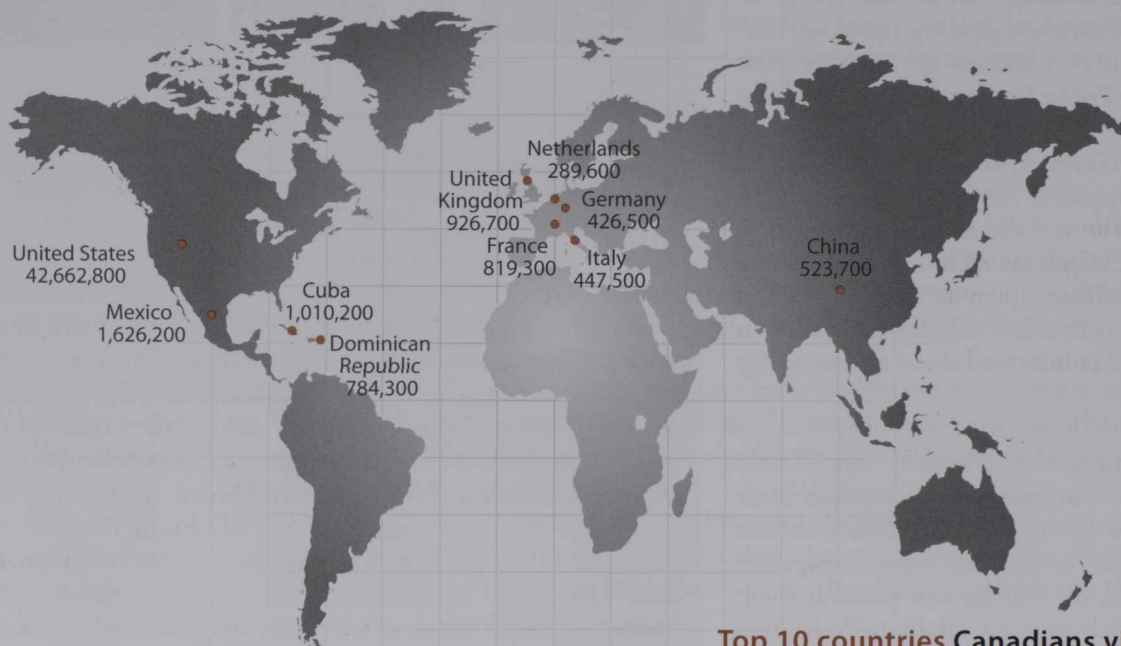 Netherlands
289,600
United
Kingdom
926,700
Germany
426,500
France
819,300
Italy
447,500
China
523,700
United States
42,662,800
Mexico
1,626,200
Cuba
1,010,200
Dominican
Republic
784,300
Top 10 countries Canadians